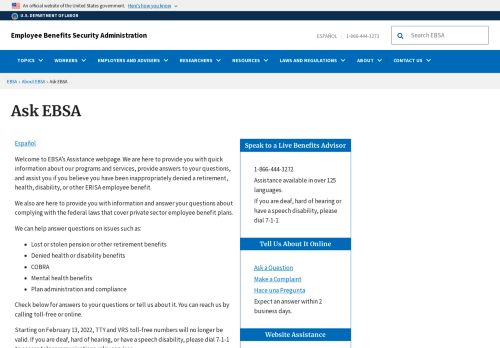 An official website of the United States government. Here's how you know
U.S. DEPARTMENT OF LABOR
Employee Benefits Security Administration
ESPAÑOL | 1-866-444-3272
Search EBSA
TOPICS WORKERS EMPLOYERS AND ADVISERS RESEARCHERS RESOURCES LAWS AND REGULATIONS ABOUT CONTACT US
EBSA › About EBSA › Ask EBSA
Ask EBSA
Español
Welcome to EBSA's Assistance webpage. We are here to provide you with quick
information about our programs and services, provide answers to your questions,
and assist you if you believe you have been inappropriately denied a retirement,
health, disability, or other ERISA employee benefit.
We also are here to provide you with information and answer your questions about
complying with the federal laws that cover private sector employee benefit plans.
We can help answer questions on issues such as:
• Lost or stolen pension or other retirement benefits
• Denied health or disability benefits
• COBRA
• Mental health benefits
• Plan administration and compliance
Check below for answers to your questions or tell us about it. You can reach us by
calling toll-free or online.
Starting on February 13, 2022, TTY and VRS toll-free numbers will no longer be
valid. If you are deaf, hard of hearing, or have a speech disability, please dial 7-1-1
Speak to a Live Benefits Advisor
1-866-444-3272
Assistance available in over 125
languages.
If you are deaf, hard of hearing or
have a speech disability, please
dial 7-1-1
Tell Us About It Online
Ask a Question
Make a Complaint
Hace una Pregunta
Expect an answer within 2
business days.
Website Assistance